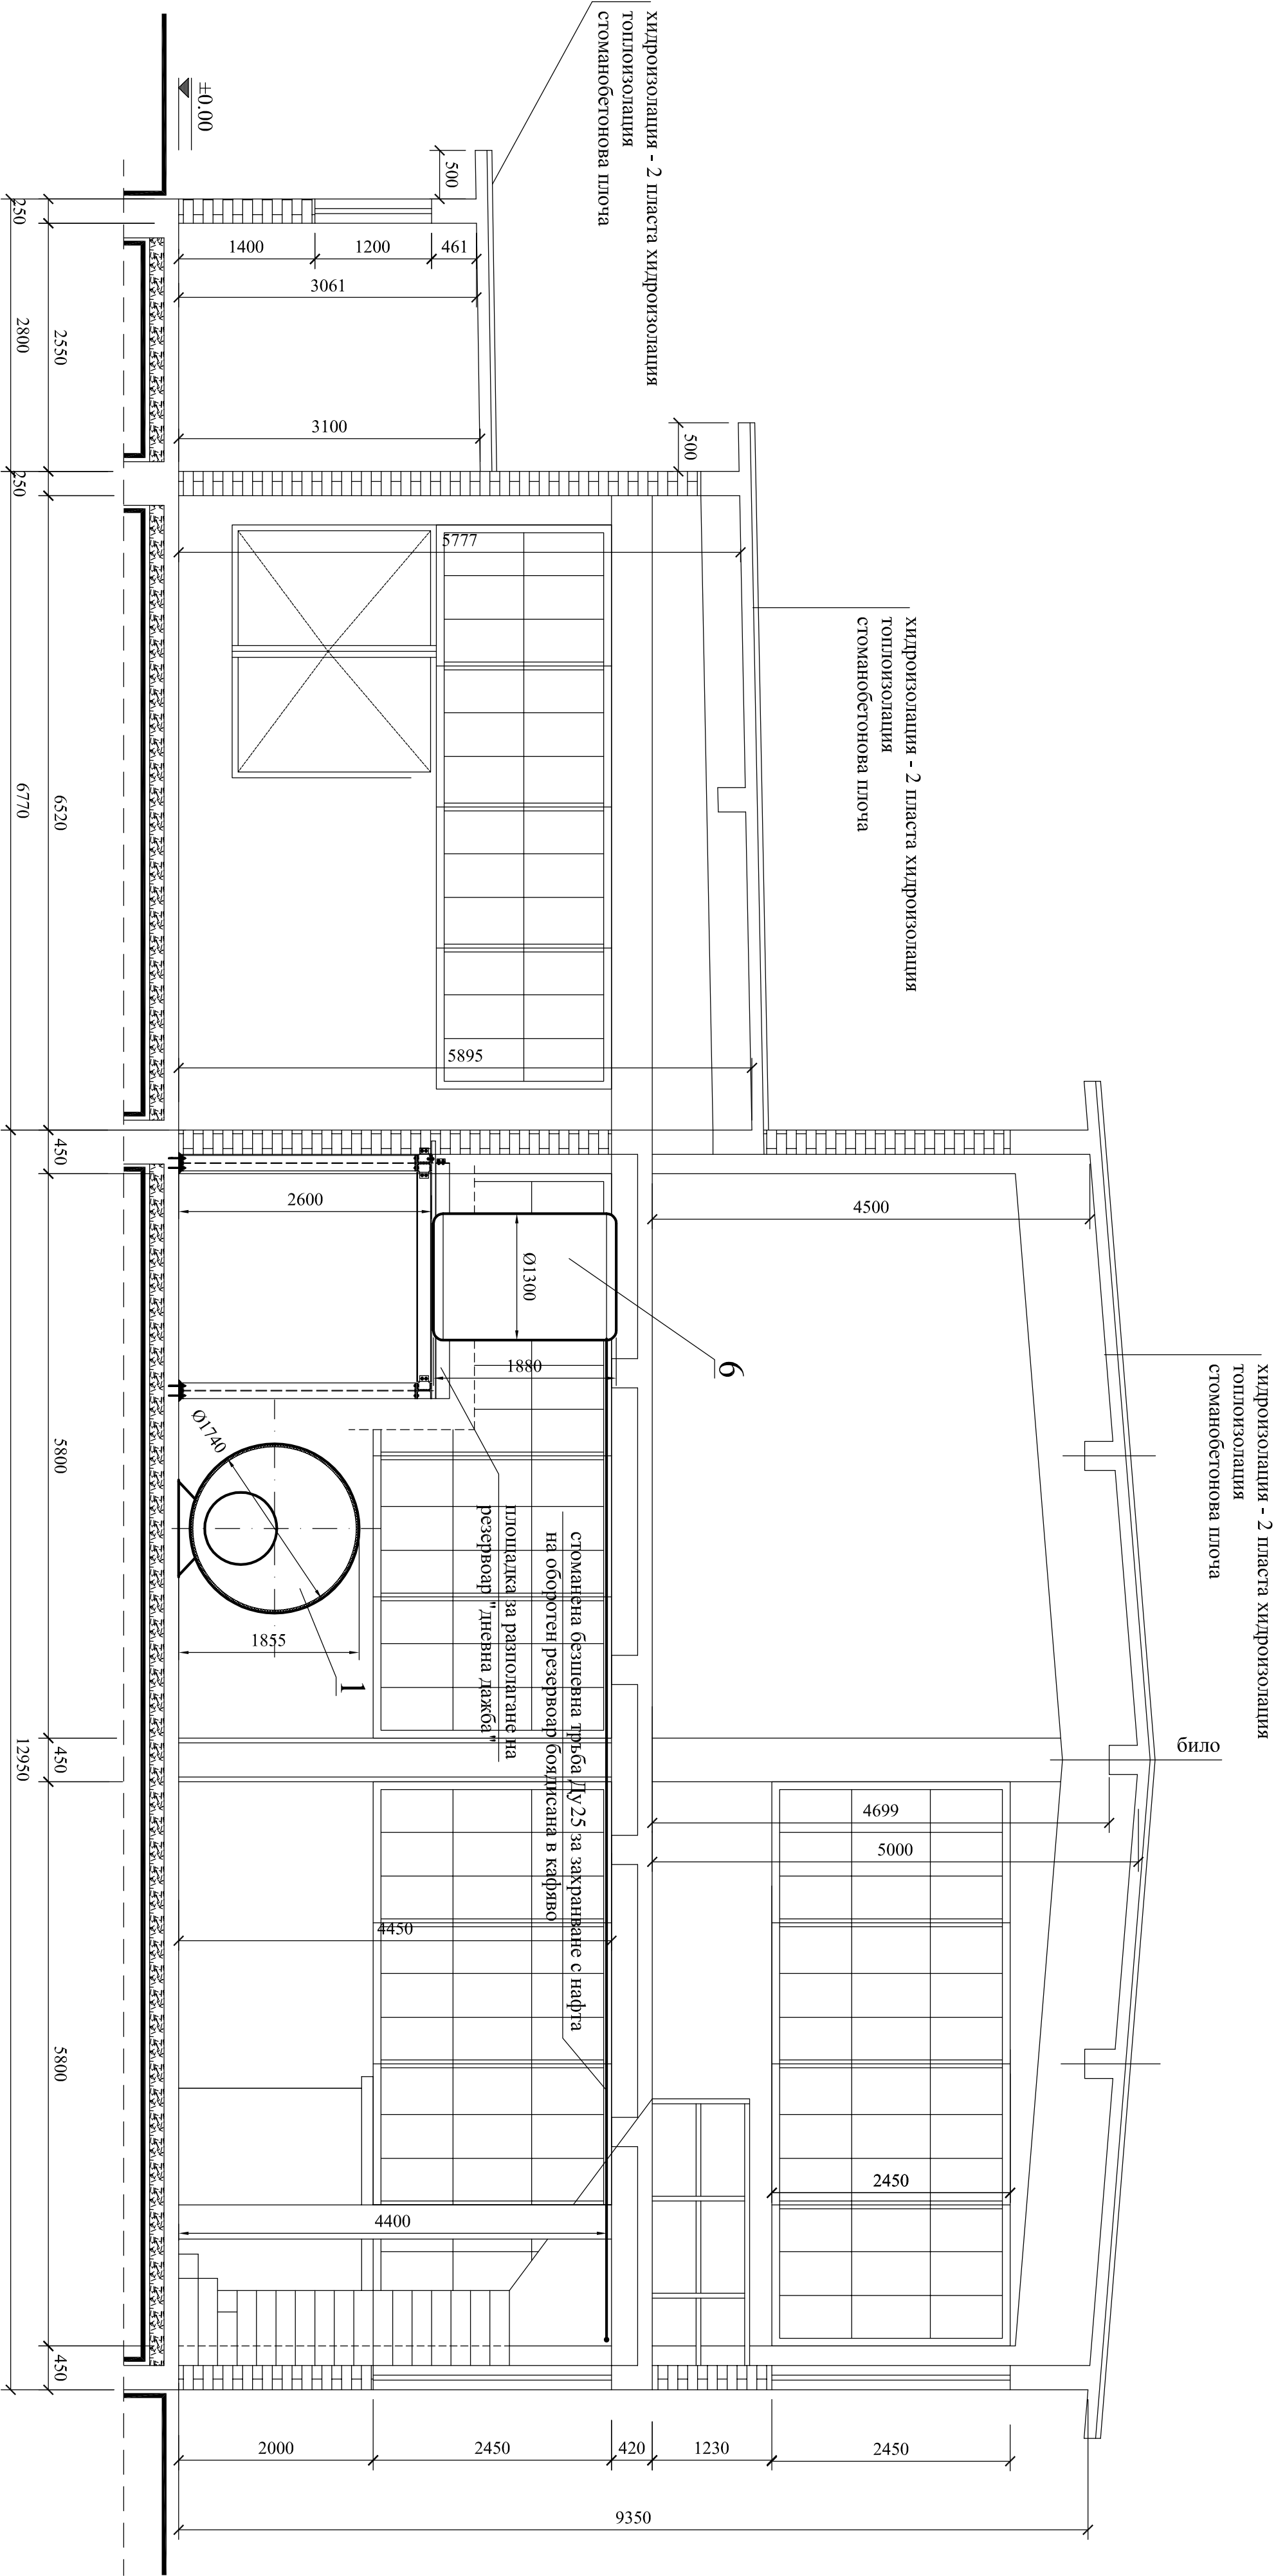 хидроизолация - 2 пласта хидроизолация
топлоизолация
стоманобетонова плоча
хидроизолация - 2 пласта хидроизолация
топлоизолация
стоманобетонова плоча
хидроизолация - 2 пласта хидроизолация
топлоизолация
стоманобетонова плоча
било
±0.00
500
500
1400
1200
461
3061
3100
5777
5895
2600
4500
Ø1300
1880
6
Ø1740
1855
1
площадка за разполагане на
резервоар "дневна дажба"
стоманена безшевна тръба Ду25 за захранване с нафта
на оборотен резервоар боядисана в кафяво
4699
5000
4450
2450
4400
2000
2450
420
1230
2450
9350
250
2550
250
6520
450
5800
450
5800
450
2800
6770
12950